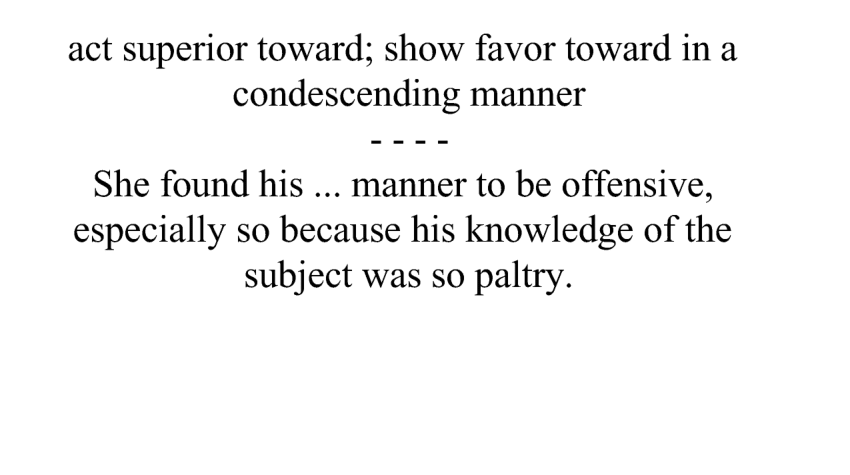 act superior toward; show favor toward in a
condescending manner
- - - -
She found his ... manner to be offensive,
especially so because his knowledge of the
subject was so paltry.